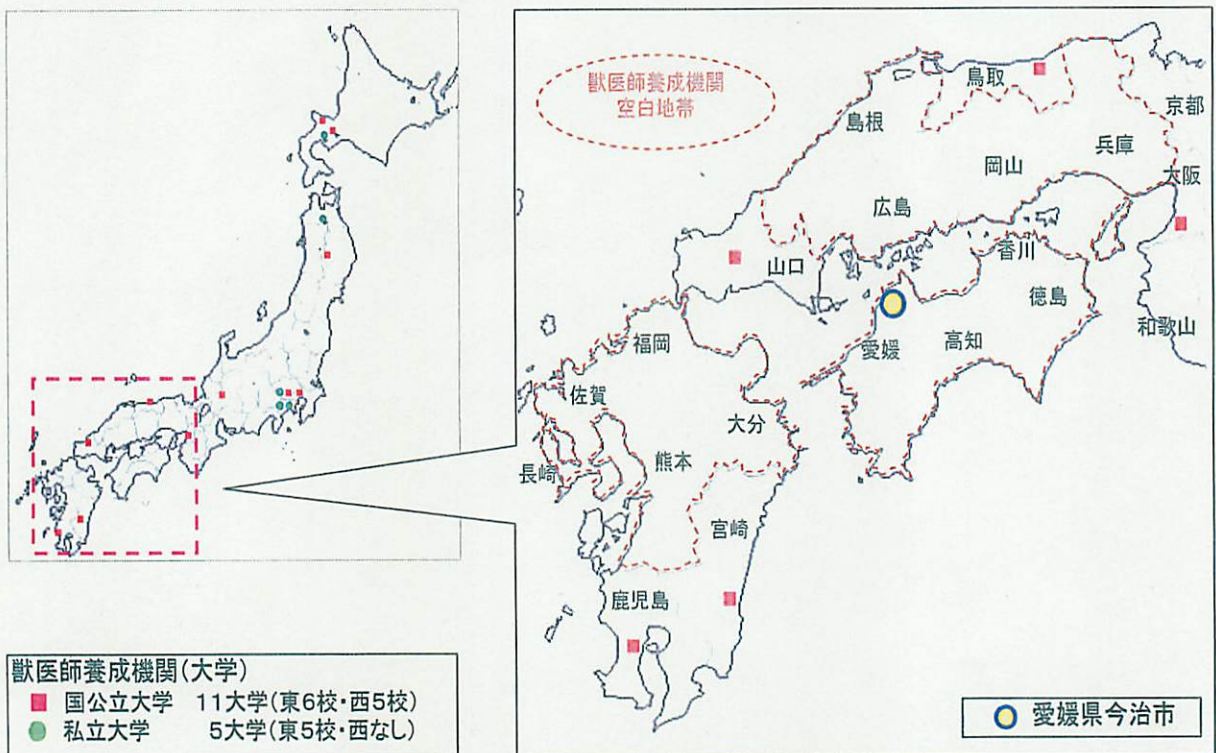 獣医師養成機関
空白地帯
鳥取
島根
京都
兵庫
岡山
大阪
広島
香川
山口
徳島
和歌山
愛媛
高知
福岡
佐賀
大分
長崎
熊本
宮崎
鹿児島
獣医師養成機関(大学)
国公立大学 11大学(東6校・西5校)
私立大学 5大学(東5校・西なし)
愛媛県今治市